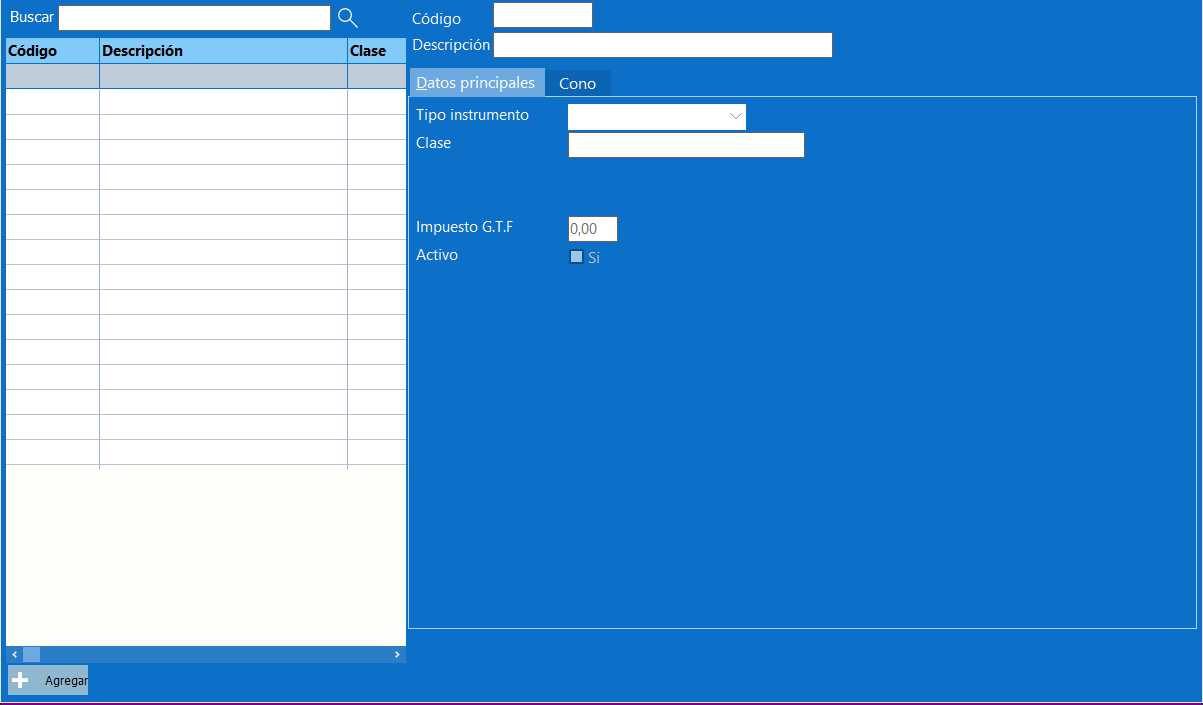 Buscar
Código Descripción Clase
Agregar
Código
Descripción
Datos principales Cono
Tipo instrumento
Clase
Impuesto G.T.F 0,00
Activo Si